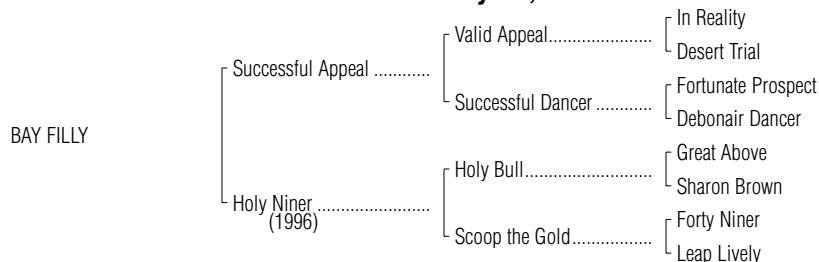 In Reality
Valid Appeal......................
Desert Trial
Successful Appeal ............
Fortunate Prospect
Successful Dancer ............
Debonair Dancer
BAY FILLY
Great Above
Holy Bull..........................
Sharon Brown
Holy Niner ........................
(1996)
Forty Niner
Scoop the Gold.................
Leap Lively